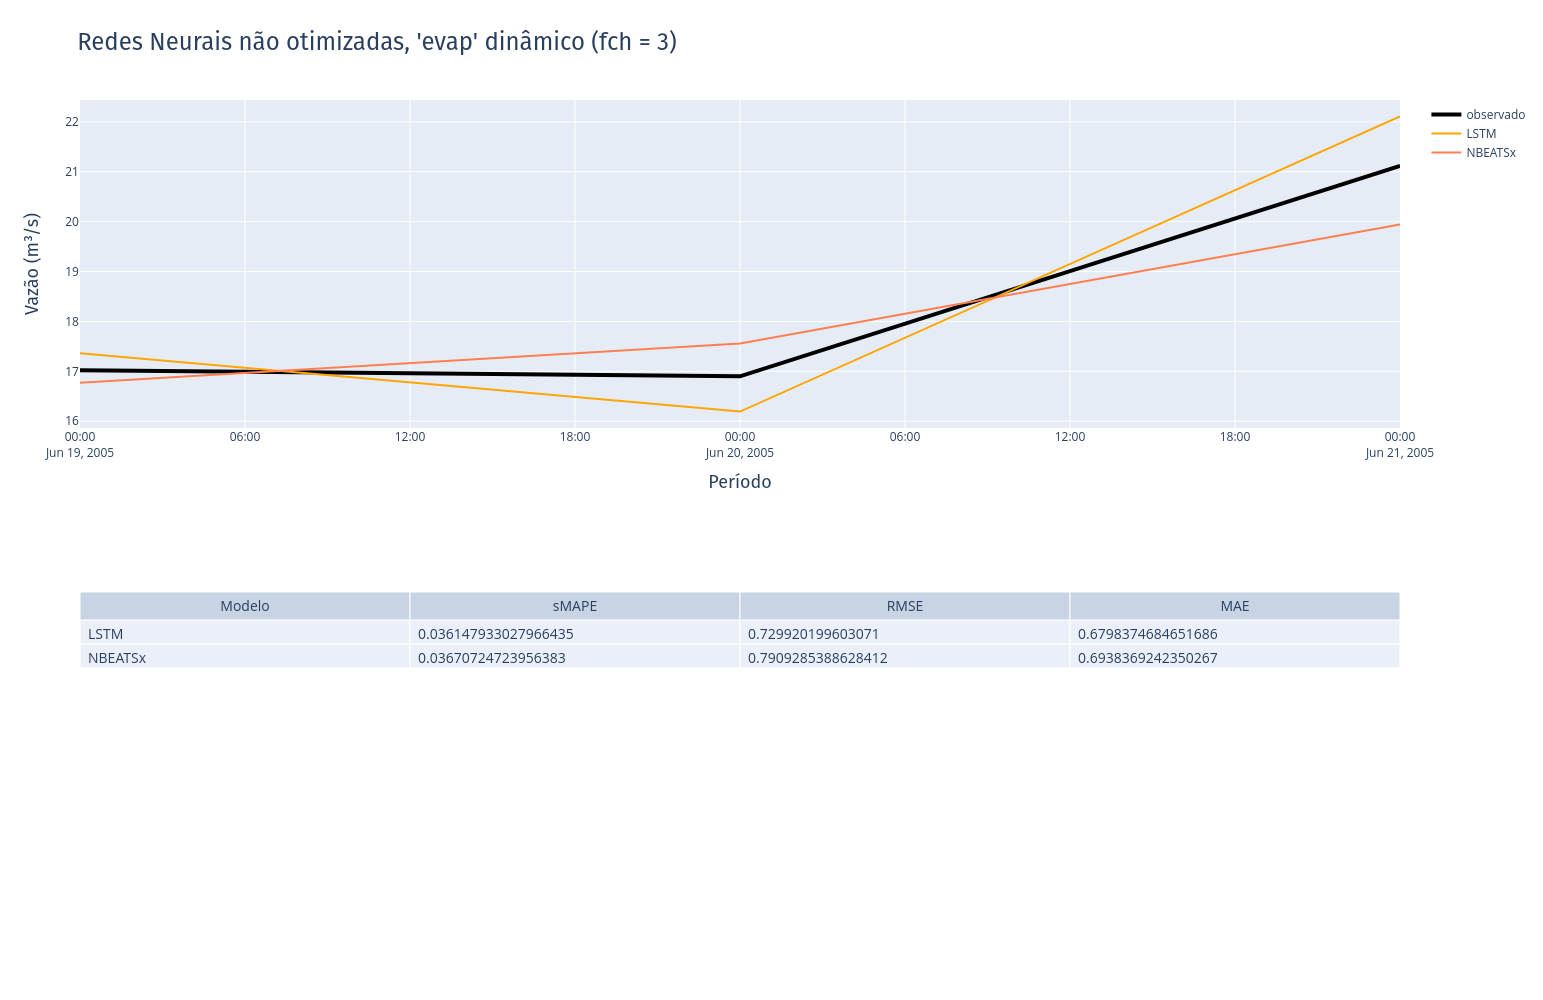 Redes Neurais não otimizadas, 'evap' dinâmico (fch = 3)
22
21
20
19
18
17
16
Vazão (m³/s)
observado
LSTM
NBEATSx
00:00 06:00 12:00 18:00 00:00 06:00 12:00 18:00 00:00
Jun 19, 2005 Jun 20, 2005 Jun 21, 2005
Período
Modelo sMAPE RMSE MAE
LSTM 0.036147933027966435 0.729920199603071 0.6798374684651686
NBEATSx 0.03670724723956383 0.7909285388628412 0.6938369242350267